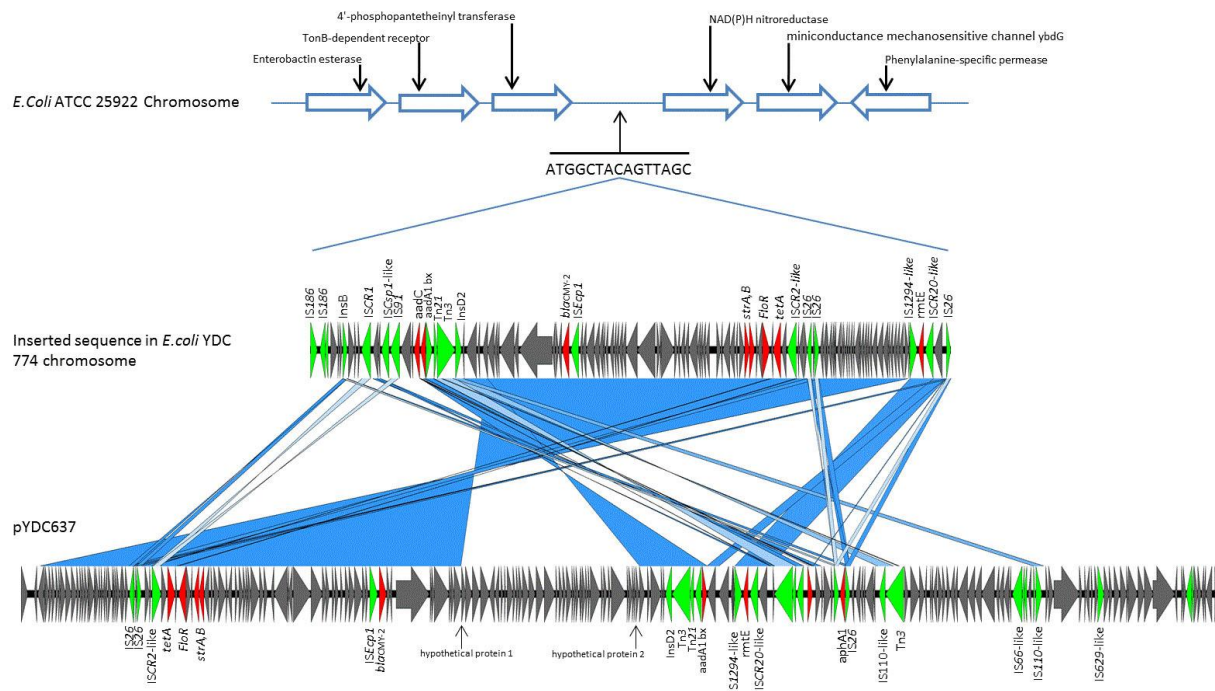 4'-phosphopantetheinyl transferase
NAD(P)H nitroreductase
TonB-dependent receptor
miniconductance mechanosensitive channel ybdG
Enterobactin esterase
Phenylalanine-specific permease
E.Coli ATCC 25922 Chromosome
ATGGCTACAGTTAGC
IS186
IS186
InsB
ISCR1
ISCsp1-like
IS91
aadC
aadA1 bx
Tn21
Tn3
InsD2
blaCMY-2
ISEcp1
strA,B
FloR
tetA
ISCR2-like
IS26
IS26
IS1294-like
rmtE
ISCR20-like
IS26
Inserted sequence in E.coli YDC
774 chromosome
pYDC637
IS26
IS26
ISCR2-like
tetA
FloR
strA,B
ISEcp1
blaCMY-2
hypothetical protein 1
hypothetical protein 2
InsD2
Tn3
Tn21
aadA1 bx
S1294-like
rmtE
ISCR20-like
aphA1
IS26
IS110-like
Tn3
IS66-like
IS110-like
IS629-like